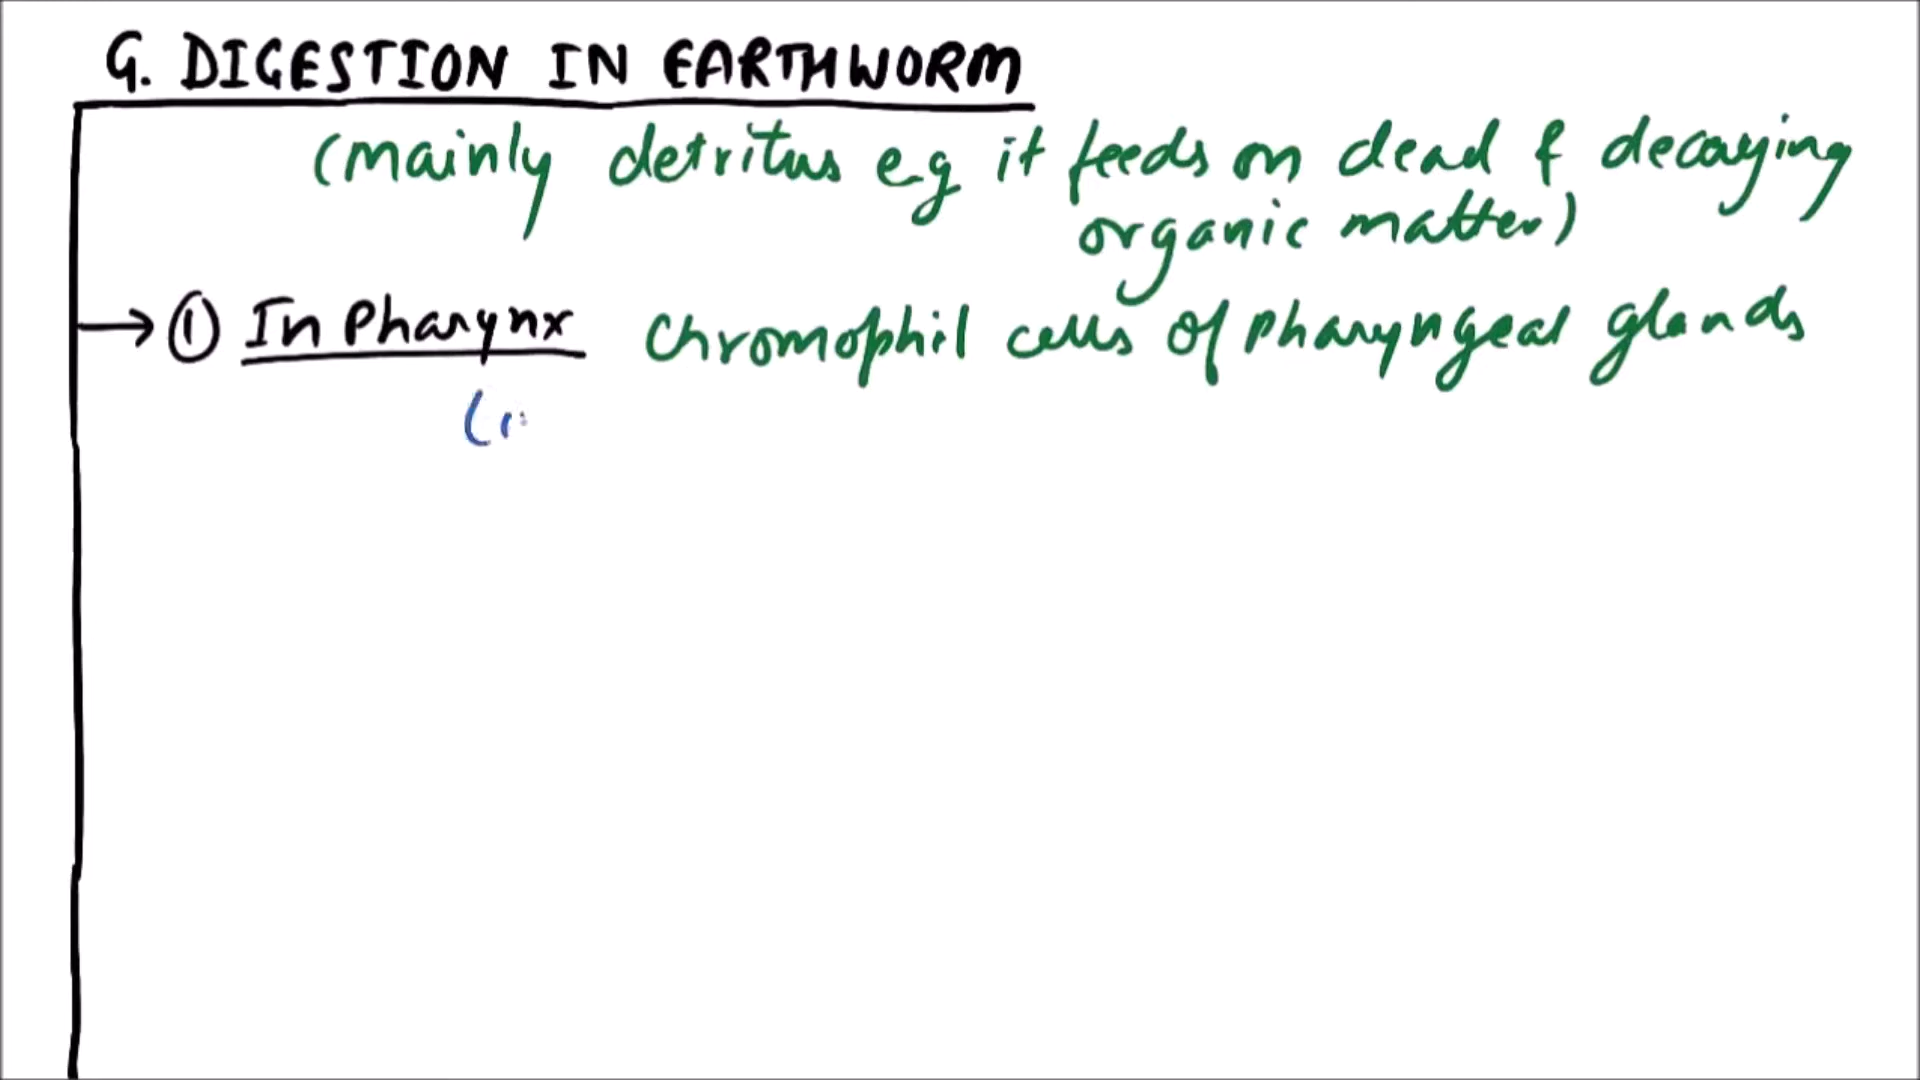 G. DIGESTION IN EARTHWORM
(mainly detritus e.g it feeds on dead & decaying
organic matter)
→ ① In Pharynx Chromophil cells of pharyngeal glands
(